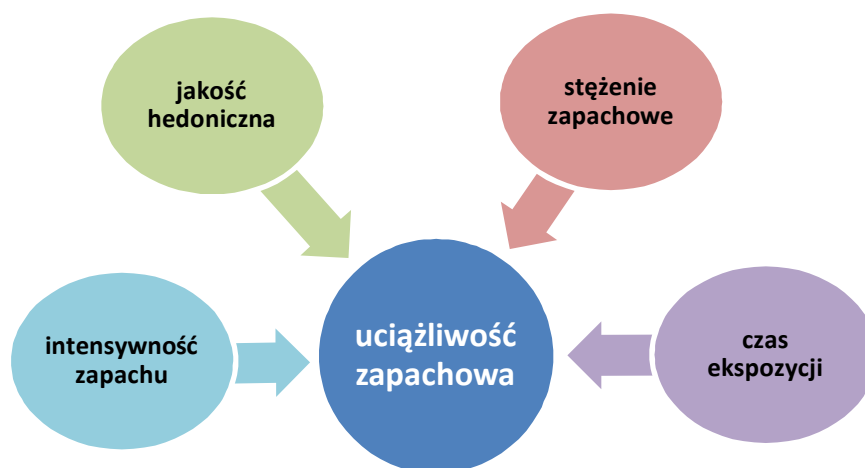 jakość
hedoniczna
stężenie
zapachowe
intensywność
zapachu
uciążliwość
zapachowa
czas
ekspozycji